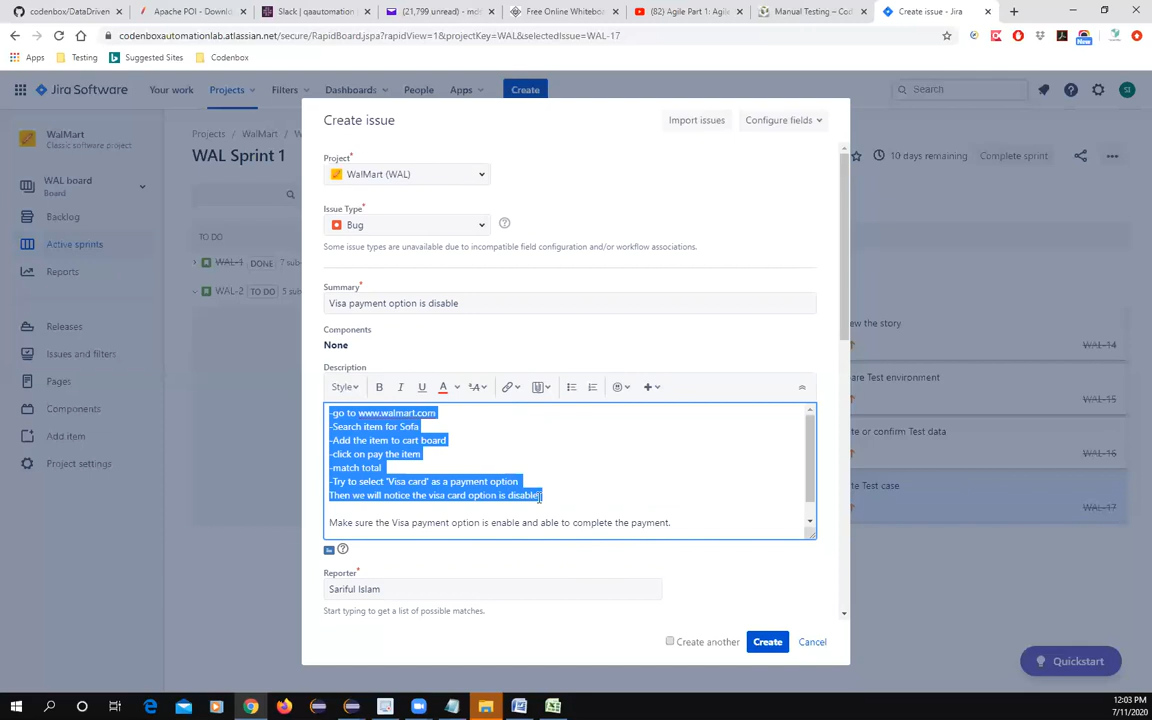 codenbox/DataDriven
Apache POI - Downlo
Slack | qaautomation
(21,799 unread) - mdr
Free Online Whitebo
(82) Agile Part 1: Agile
Manual Testing – Cod
Create issue - Jira
codenboxautomationlab.atlassian.net/secure/RapidBoard.jspa?rapidView=1&projectKey=WAL&selectedIssue=WAL-17
Apps
Testing
Suggested Sites
Codenbox
New
Jira Software
Your work
Projects
Filters
Dashboards
People
Apps
Create
Search
SI
WalMart
Classic software project
WAL board
Board
Backlog
Active sprints
Reports
Releases
Issues and filters
Pages
Components
Add item
Project settings
Projects / WalMart /
WAL Sprint 1
10 days remaining
Complete sprint
TO DO
WAL-1 DONE 7 sub
WAL-2 TO DO 5 su
ew the story
WAL-14
are Test environment
WAL-15
te or confirm Test data
WAL-16
te Test case
WAL-17
Create issue
Import issues
Configure fields
Project*
WalMart (WAL)
Issue Type*
Bug
Some issue types are unavailable due to incompatible field configuration and/or workflow associations.
Summary*
Visa payment option is disable
Components
None
Description
Style
B I U A
-go to www.walmart.com
-Search item for Sofa
-Add the item to cart board
-click on pay the item
-match total
-Try to select 'Visa card' as a payment option
Then we will notice the visa card option is disable
Make sure the Visa payment option is enable and able to complete the payment.
Reporter*
Sariful Islam
Start typing to get a list of possible matches.
Create another
Create
Cancel
Quickstart
12:03 PM
7/11/2020